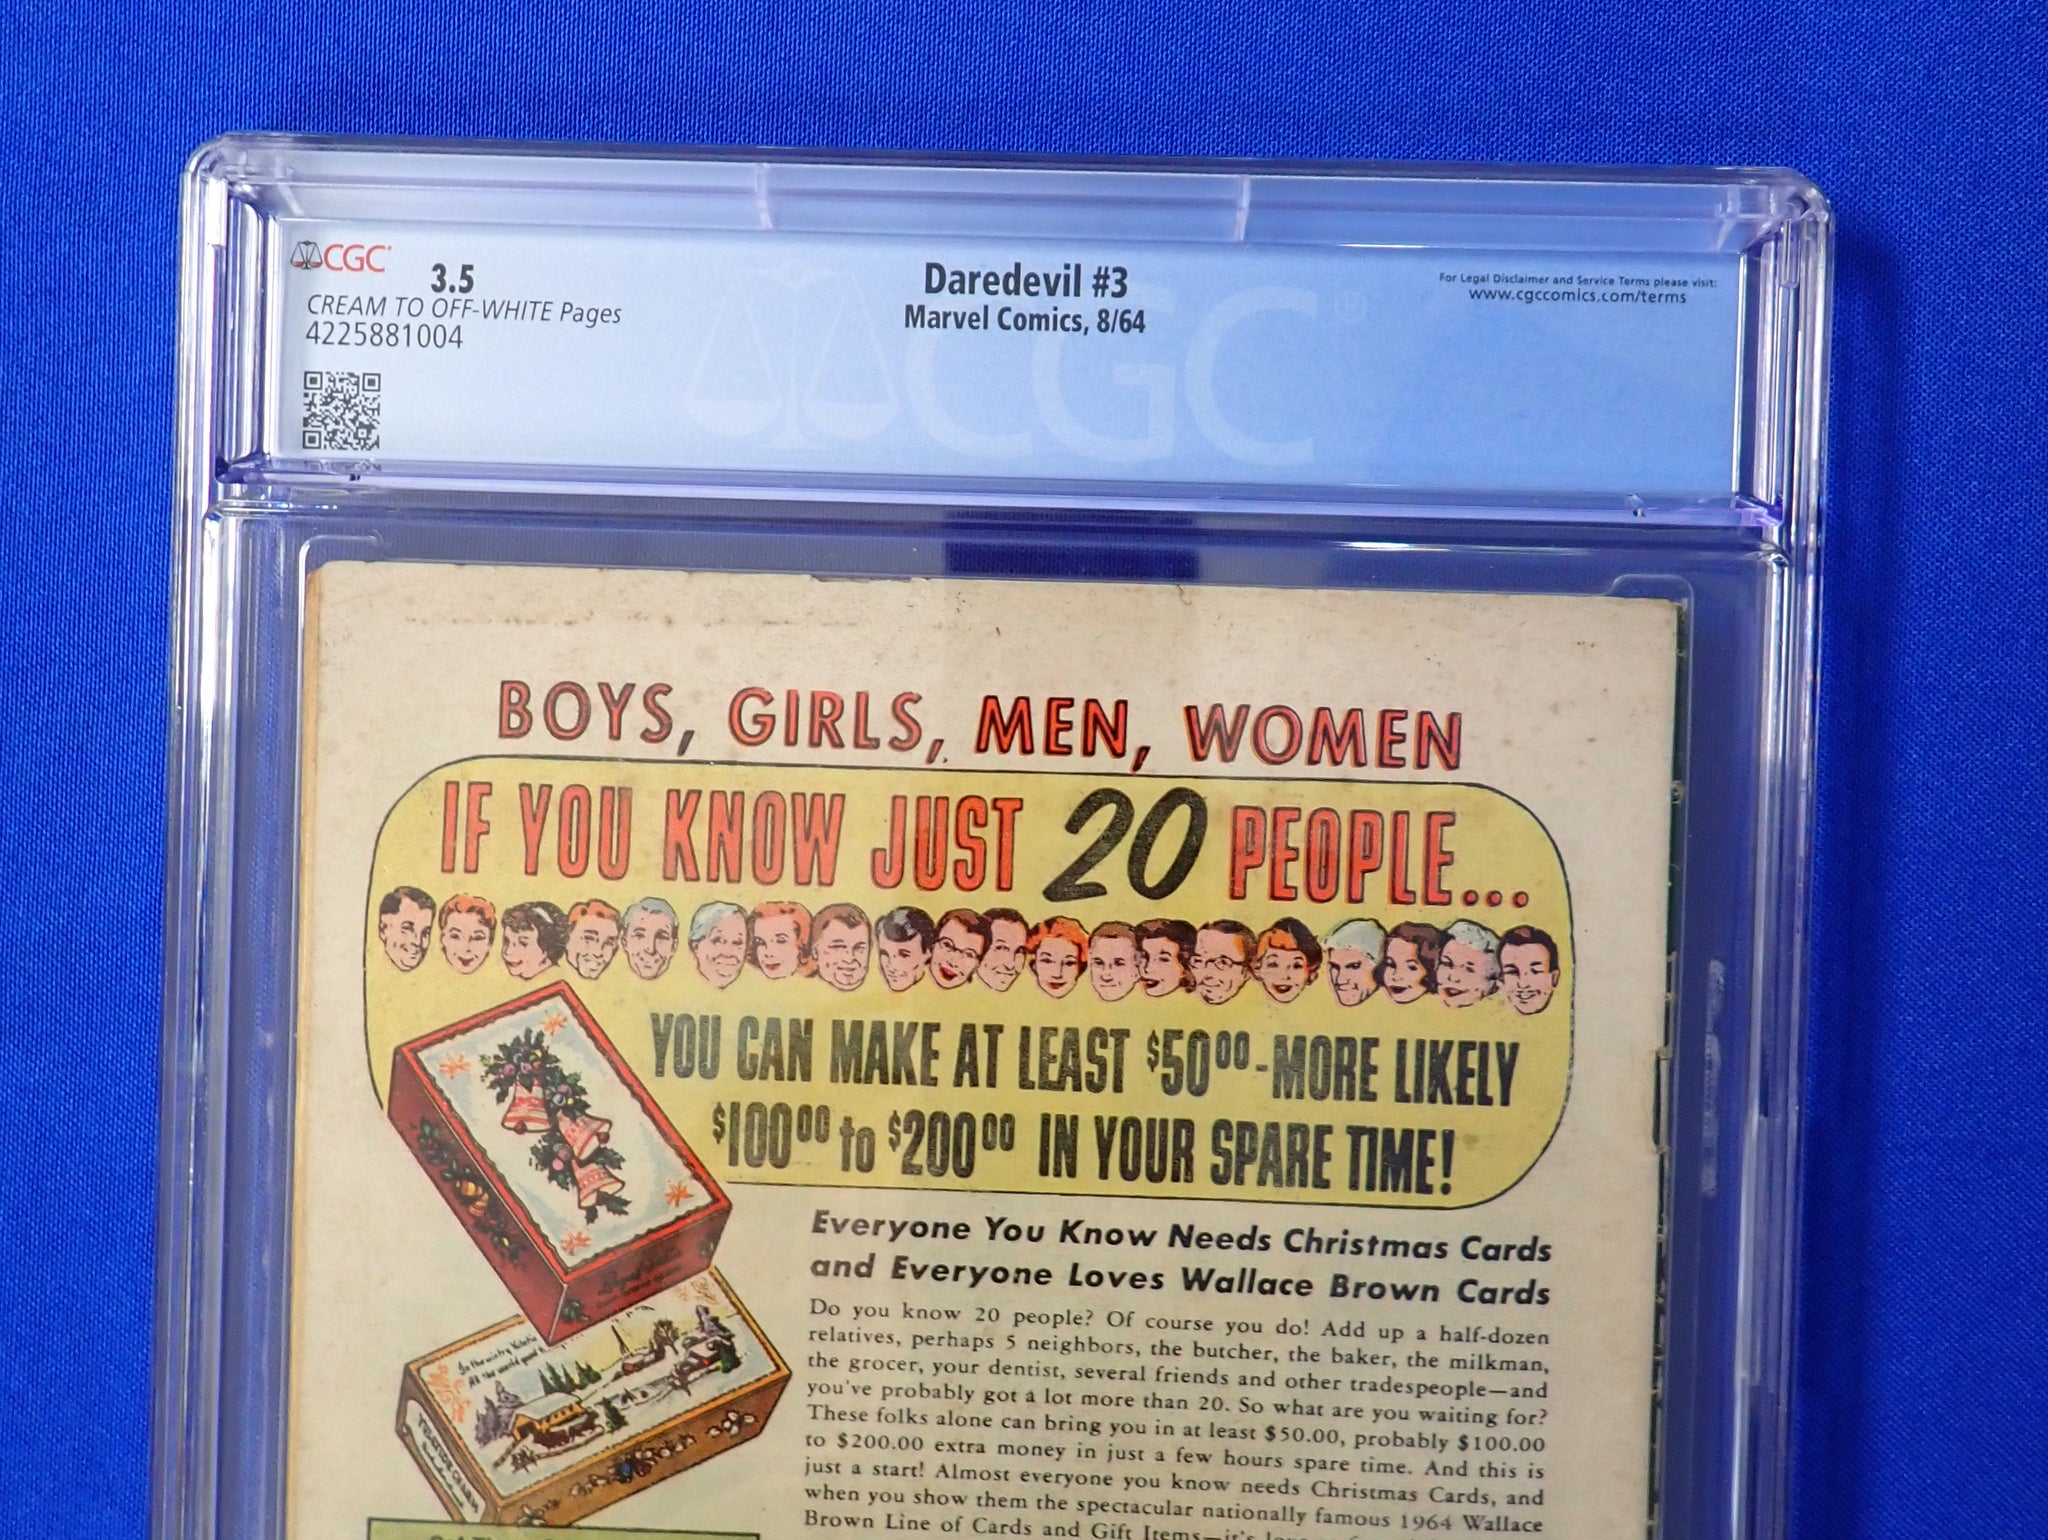 CGC
3.5
CREAM TO OFF-WHITE Pages
4225881004
Daredevil #3
Marvel Comics, 8/64
For Legal Disclaimer and Service Terms please visit:
www.cgccomics.com/terms
CGC
BOYS, GIRLS, MEN, WOMEN
IF YOU KNOW JUST 20 PEOPLE...
YOU CAN MAKE AT LEAST $50⁰⁰-MORE LIKELY
$100⁰⁰ to $200⁰⁰ IN YOUR SPARE TIME!
Everyone You Know Needs Christmas Cards
and Everyone Loves Wallace Brown Cards
Do you know 20 people? Of course you do! Add up a half-dozen
relatives, perhaps 5 neighbors, the butcher, the baker, the milkman,
the grocer, your dentist, several friends and other tradespeople—and
you've probably got a lot more than 20. So what are you waiting for?
These folks alone can bring you in at least $50.00, probably $100.00
to $200.00 extra money in just a few hours spare time. And this is
just a start! Almost everyone you know needs Christmas Cards, and
when you show them the spectacular nationally famous 1964 Wallace
Brown Line of Cards and Gift Items—it's